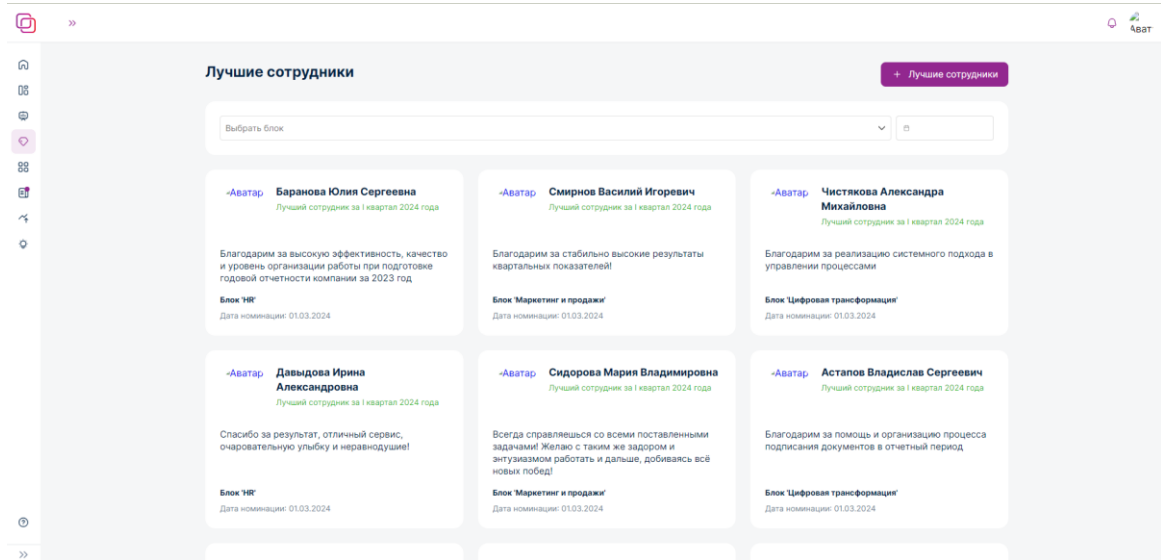 Ават
Лучшие сотрудники
+ Лучшие сотрудники
Выбрать блок
Аватар
Баранова Юлия Сергеевна
Лучший сотрудник за I квартал 2024 года
Благодарим за высокую эффективность, качество
и уровень организации работы при подготовке
годовой отчетности компании за 2023 год
Блок 'HR'
Дата номинации: 01.03.2024
Аватар
Смирнов Василий Игоревич
Лучший сотрудник за I квартал 2024 года
Благодарим за стабильно высокие результаты
квартальных показателей!
Блок 'Маркетинг и продажи'
Дата номинации: 01.03.2024
Аватар
Чистякова Александра
Михайловна
Лучший сотрудник за I квартал 2024 года
Благодарим за реализацию системного подхода в
управлении процессами
Блок 'Цифровая трансформация'
Дата номинации: 01.03.2024
Аватар
Давыдова Ирина
Александровна
Лучший сотрудник за I квартал 2024 года
Спасибо за результат, отличный сервис,
очаровательную улыбку и неравнодушие!
Блок 'HR'
Дата номинации: 01.03.2024
Аватар
Сидорова Мария Владимировна
Лучший сотрудник за I квартал 2024 года
Всегда справляешься со всеми поставленными
задачами! Желаю с таким же задором и
энтузиазмом работать и дальше, добиваясь всё
новых побед!
Блок 'Маркетинг и продажи'
Дата номинации: 01.03.2024
Аватар
Астапов Владислав Сергеевич
Лучший сотрудник за I квартал 2024 года
Благодарим за помощь и организацию процесса
подписания документов в отчетный период
Блок 'Цифровая трансформация'
Дата номинации: 01.03.2024